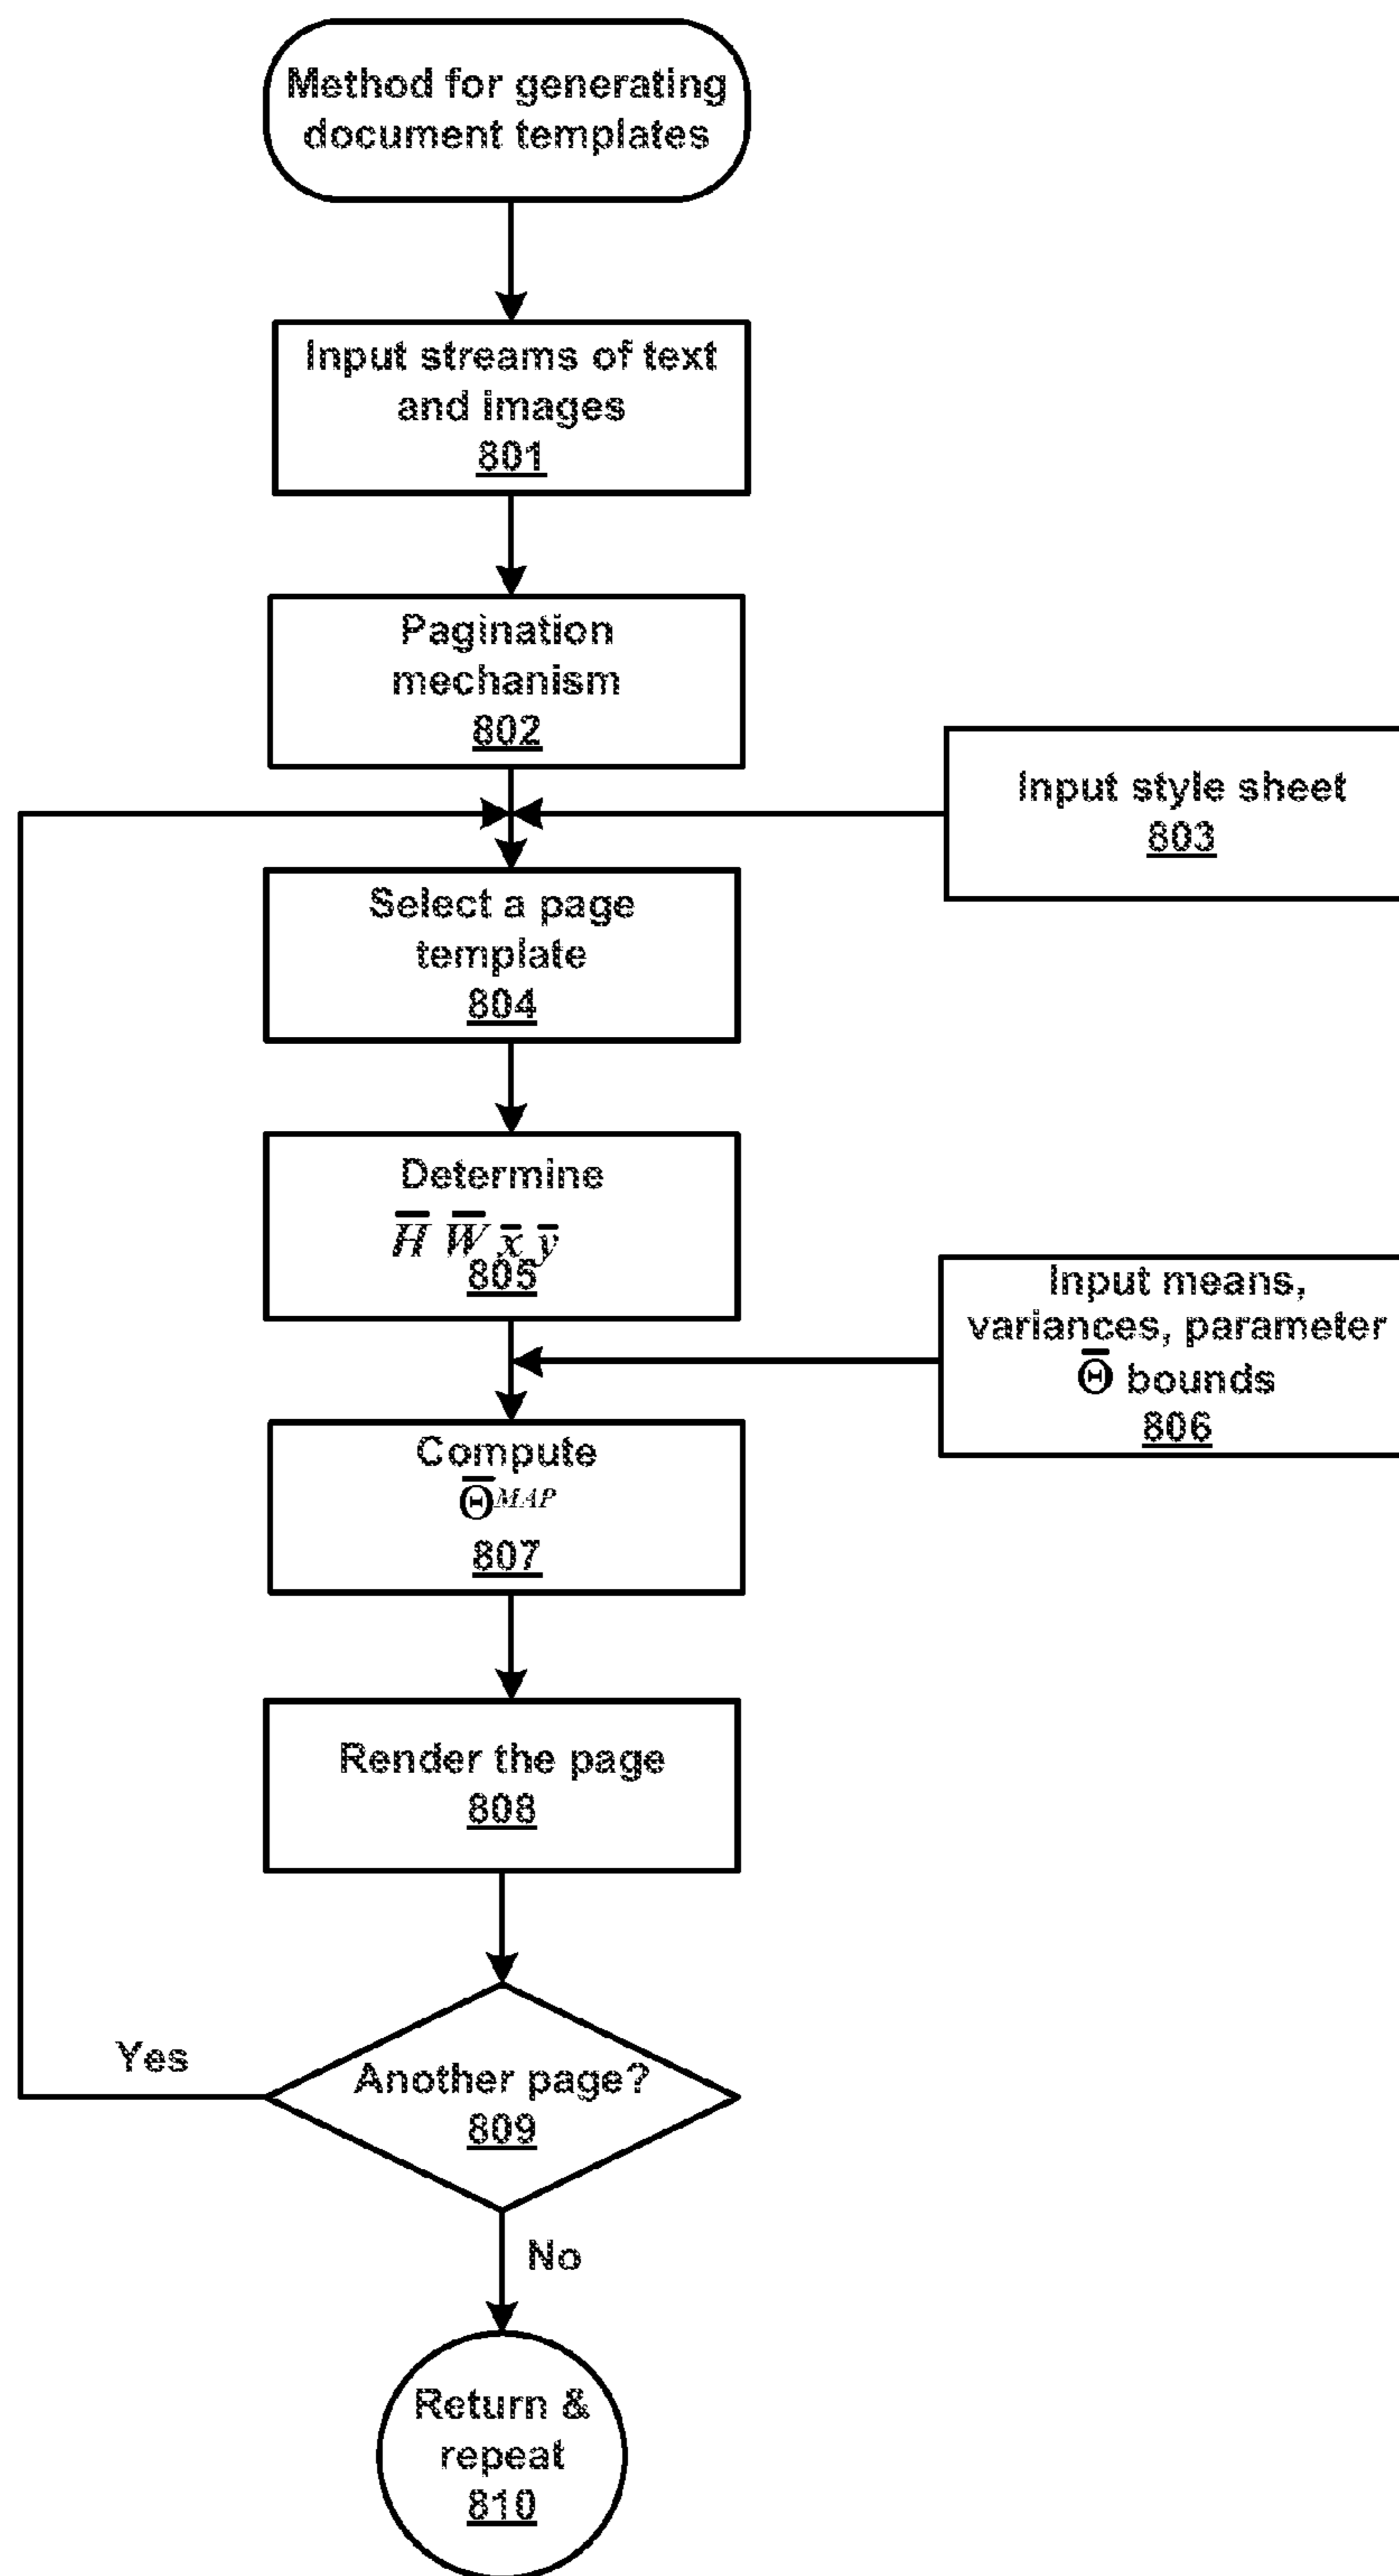 Method for generating
document templates
Input streams of text
and images
801
Pagination
mechanism
802
Input style sheet
803
Select a page
template
804
Determine
H̅ W̅ x̅ y̅
805
Input means,
variances, parameter
Θ̅ bounds
806
Compute
Θ̅ᴹᴬᴾ
807
Render the page
808
Another page?
809
Yes
No
Return &
repeat
810